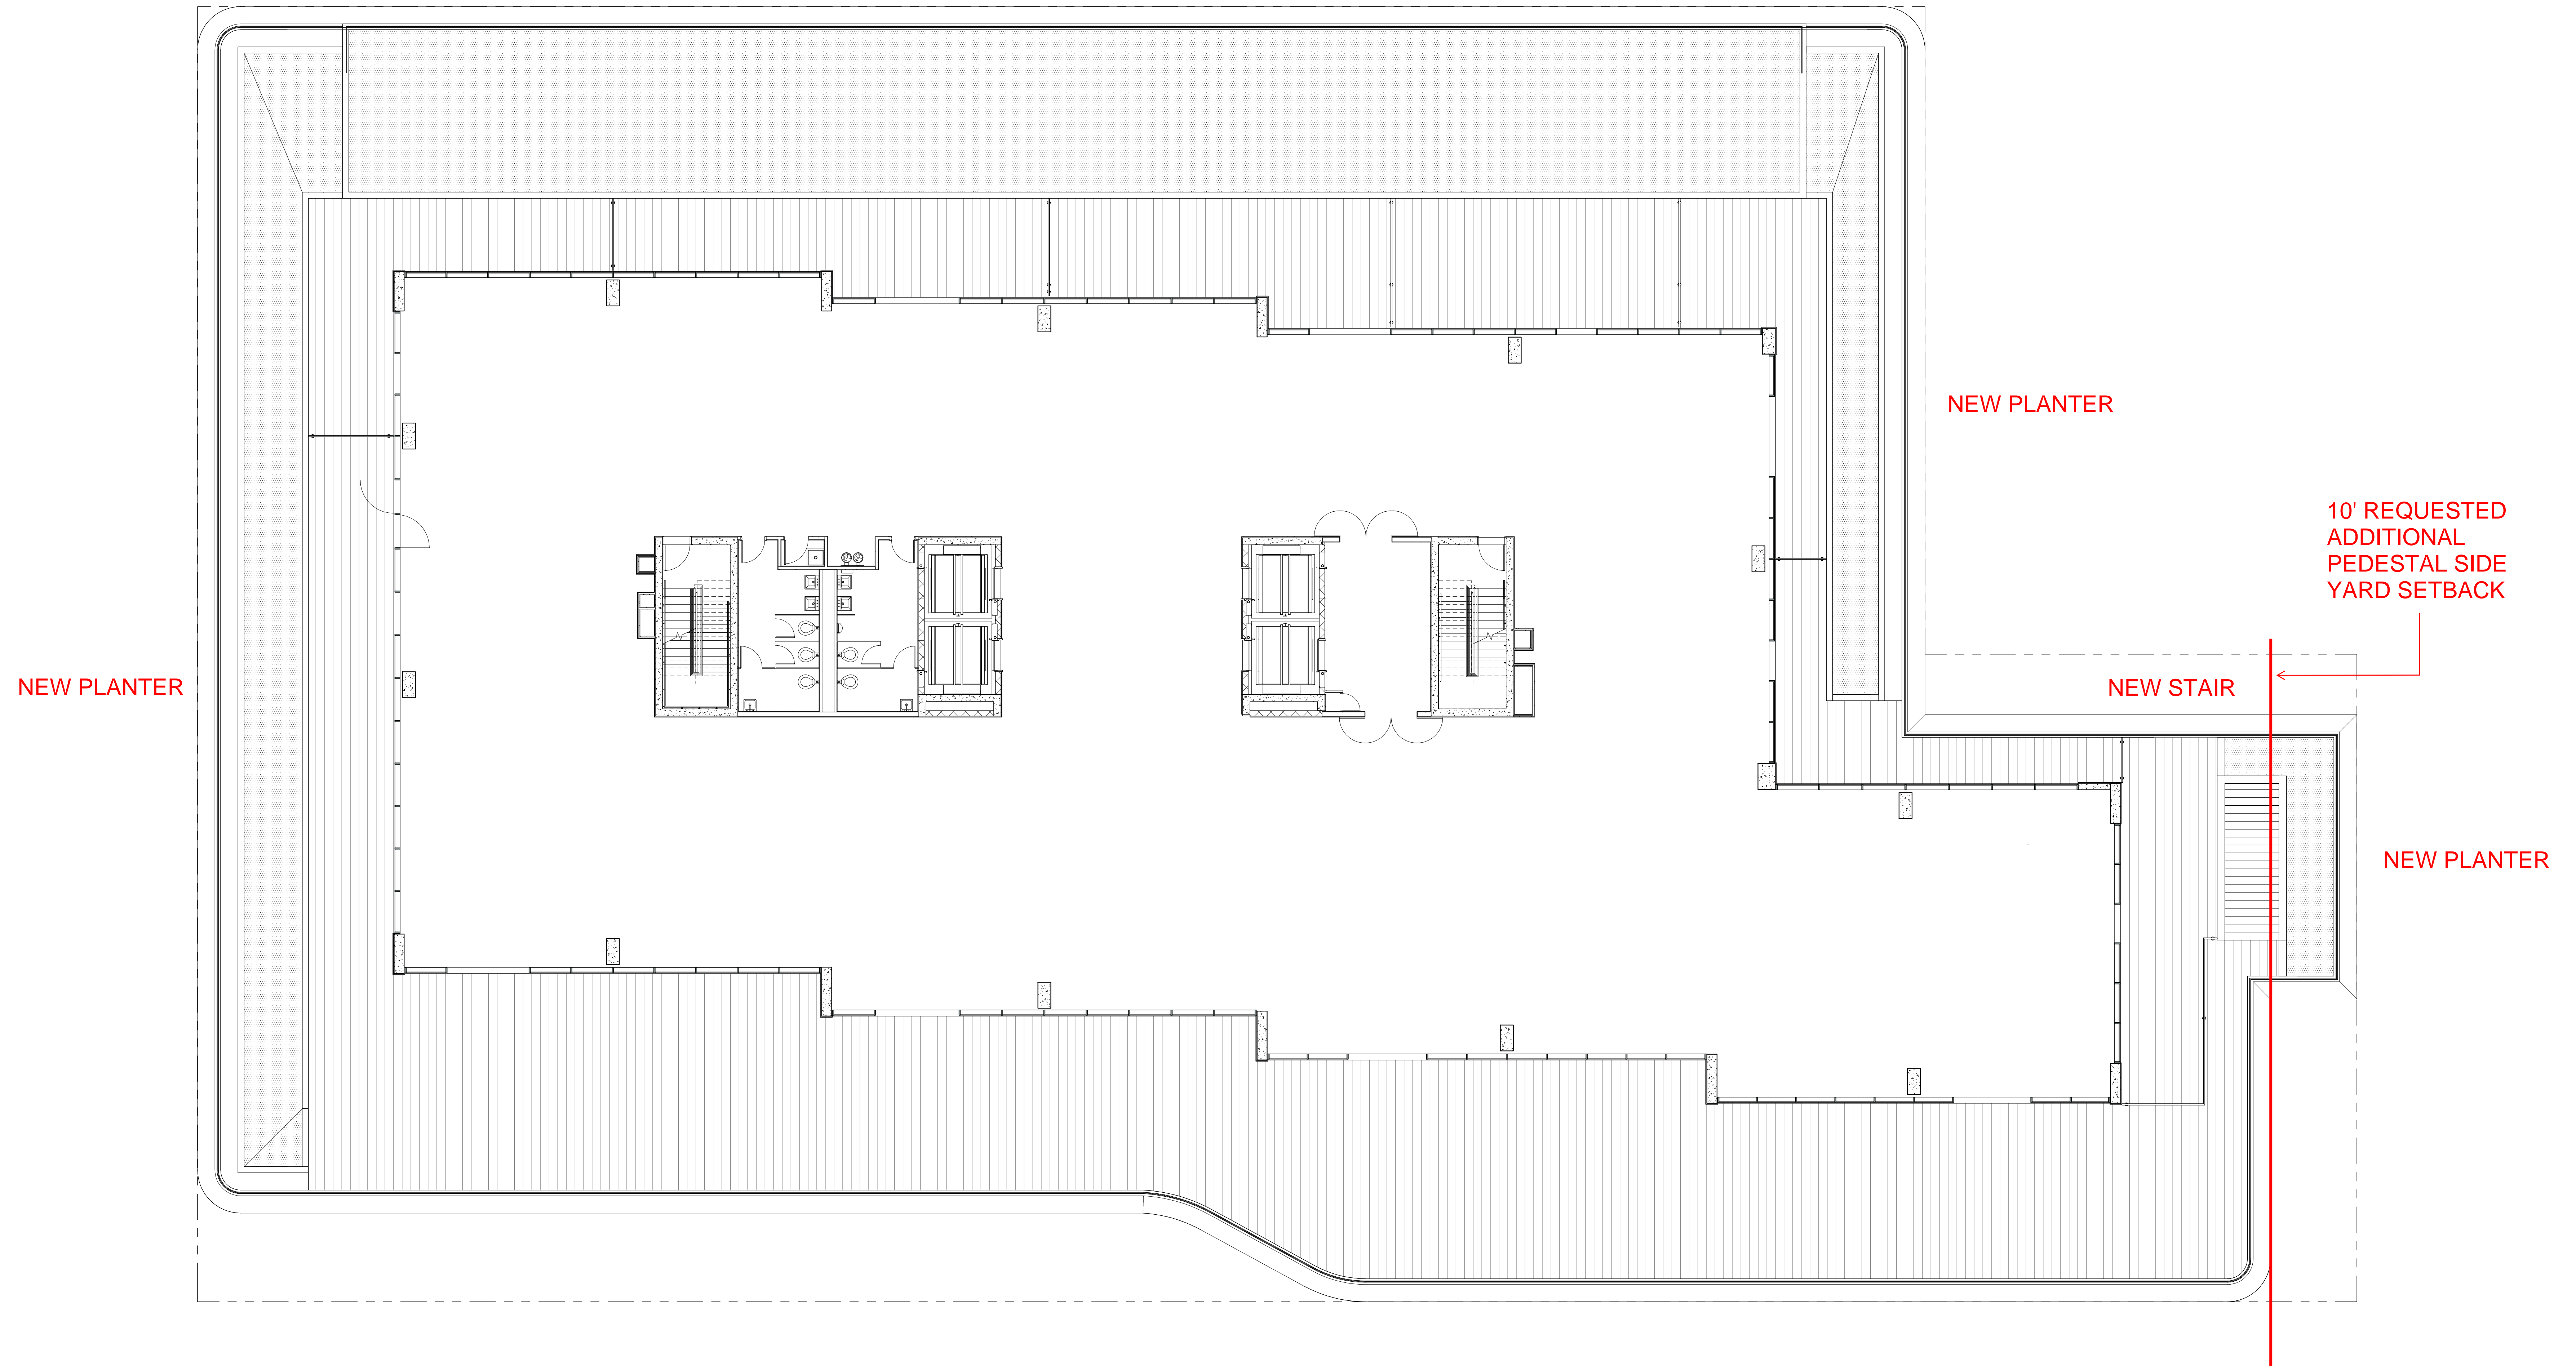 NEW PLANTER
10' REQUESTED
ADDITIONAL
PEDESTAL SIDE
YARD SETBACK
NEW PLANTER
NEW STAIR
NEW PLANTER